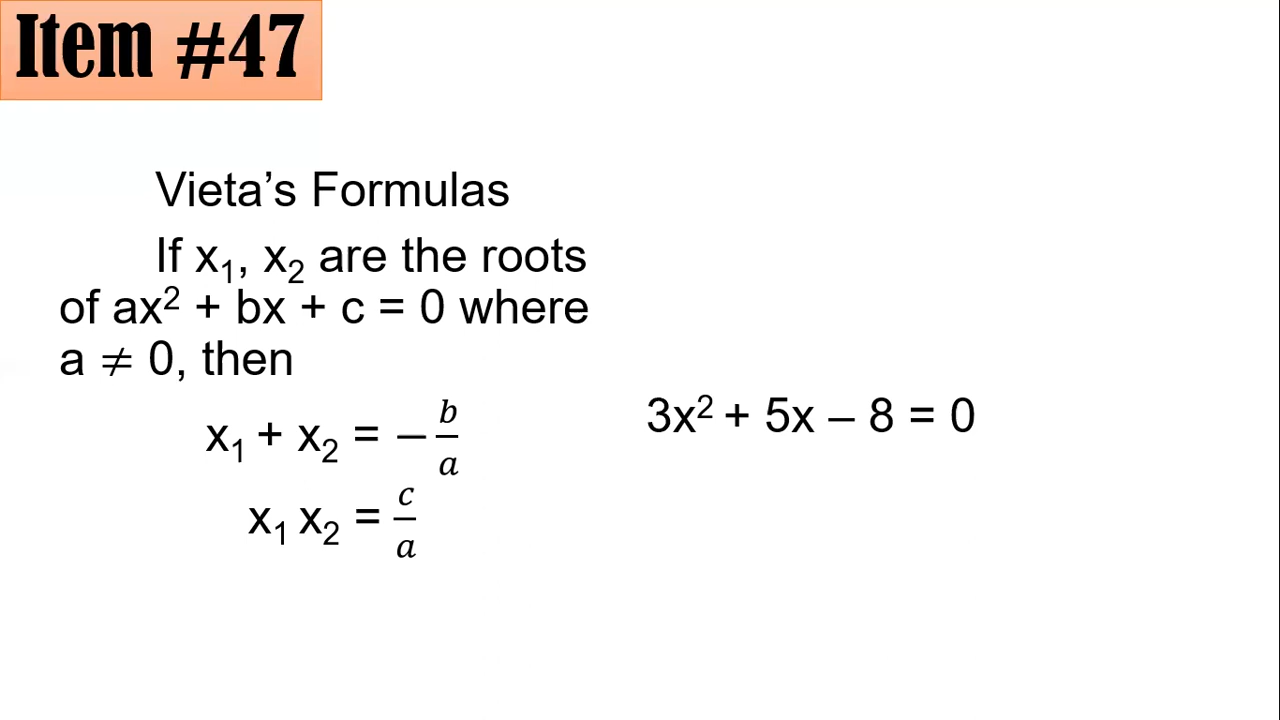 Item #47
Vieta’s Formulas
If x₁, x₂ are the roots
of ax² + bx + c = 0 where
a ≠ 0, then
x₁ + x₂ = −b/a
3x² + 5x – 8 = 0
x₁ x₂ = c/a